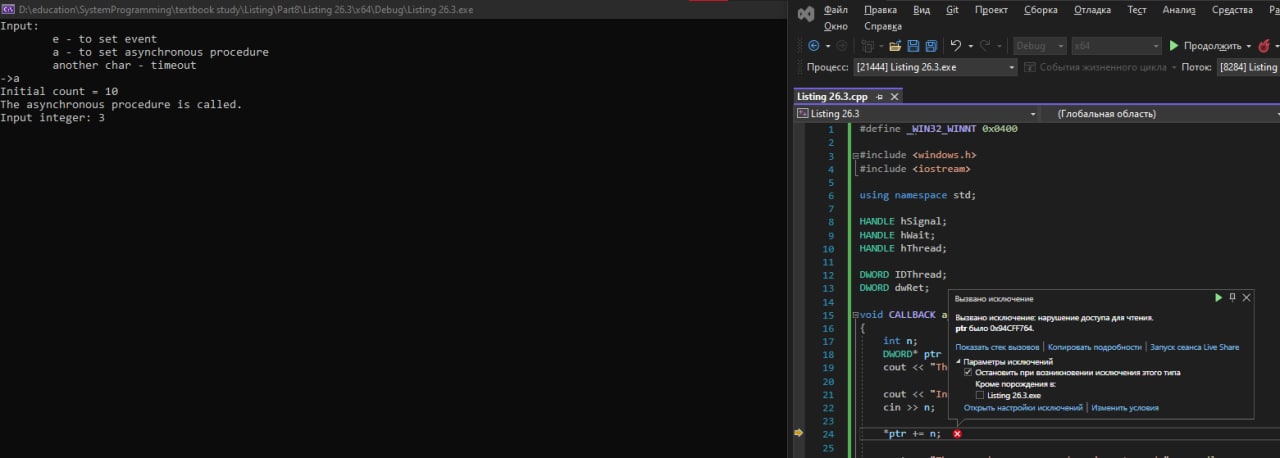 D:\education\SystemProgramming\textbook study\Listing\Part8\Listing 26.3\x64\Debug\Listing 26.3.exe
Input:
e - to set event
a - to set asynchronous procedure
another char - timeout
->a
Initial count = 10
The asynchronous procedure is called.
Input integer: 3
Файл Правка Вид Git Проект Сборка Отладка Тест Анализ Средства Ра
Окно Справка
Debug x64 Продолжить
Процесс: [21444] Listing 26.3.exe События жизненного цикла Поток: [8284] Listing
Listing 26.3.cpp
Listing 26.3 (Глобальная область)
1 #define _WIN32_WINNT 0x0400
2
3 #include <windows.h>
4 #include <iostream>
5
6 using namespace std;
7
8 HANDLE hSignal;
9 HANDLE hWait;
10 HANDLE hThread;
11
12 DWORD IDThread;
13 DWORD dwRet;
14
15 void CALLBACK a
16 {
17 int n;
18 DWORD* ptr
19 cout << "Th
20
21 cout << "In
22 cin >> n;
23
24 *ptr += n;
25
Вызвано исключение
Вызвано исключение: нарушение доступа для чтения.
ptr было 0x94CFF764.
Показать стек вызовов | Копировать подробности | Запуск сеанса Live Share
Параметры исключений
Остановить при возникновении исключения этого типа
Кроме порождения в:
Listing 26.3.exe
Открыть настройки исключений | Изменить условия